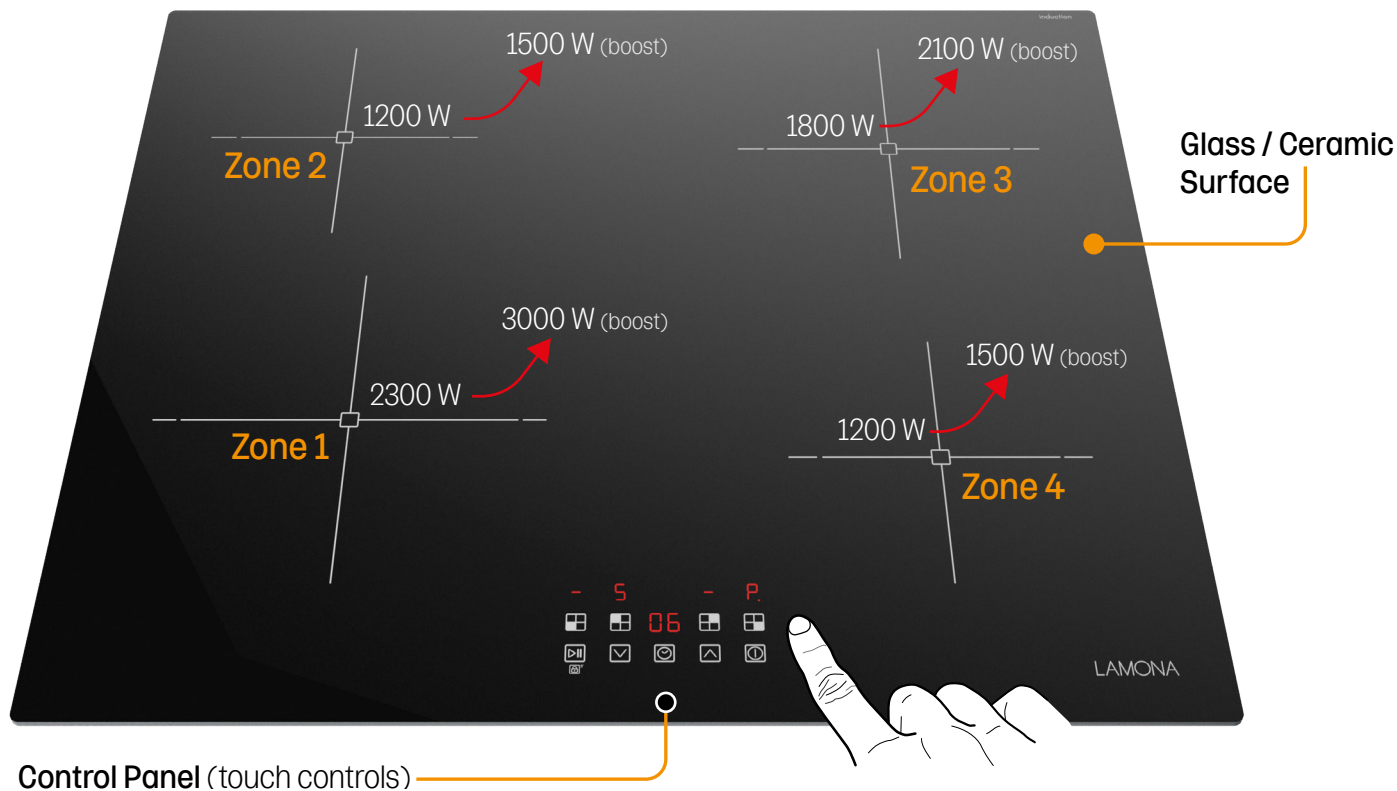 induction
1500 W (boost)
1200 W
Zone 2
2100 W (boost)
1800 W
Zone 3
Glass / Ceramic
Surface
3000 W (boost)
2300 W
Zone 1
1500 W (boost)
1200 W
Zone 4
- 5 - P.
06
LAMONA
Control Panel (touch controls)